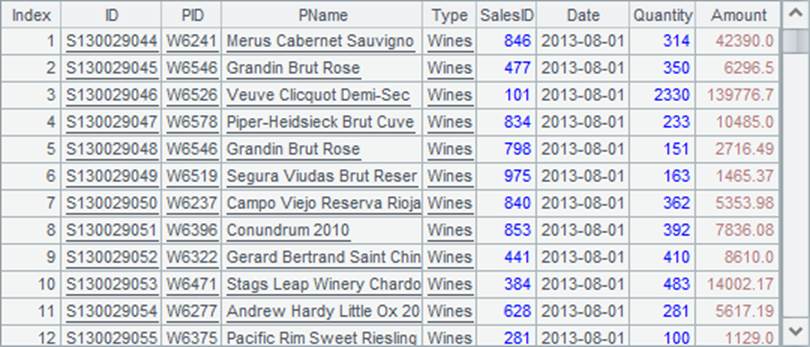 Index ID PID PName Type SalesID Date Quantity Amount
1 S130029044 W6241 Merus Cabernet Sauvigno Wines 846 2013-08-01 314 42390.0
2 S130029045 W6546 Grandin Brut Rose Wines 477 2013-08-01 350 6296.5
3 S130029046 W6526 Veuve Clicquot Demi-Sec Wines 101 2013-08-01 2330 139776.7
4 S130029047 W6578 Piper-Heidsieck Brut Cuve Wines 834 2013-08-01 233 10485.0
5 S130029048 W6546 Grandin Brut Rose Wines 798 2013-08-01 151 2716.49
6 S130029049 W6519 Segura Viudas Brut Reser Wines 975 2013-08-01 163 1465.37
7 S130029050 W6237 Campo Viejo Reserva Rioja Wines 840 2013-08-01 362 5353.98
8 S130029051 W6396 Conundrum 2010 Wines 853 2013-08-01 392 7836.08
9 S130029052 W6322 Gerard Bertrand Saint Chin Wines 441 2013-08-01 410 8610.0
10 S130029053 W6471 Stags Leap Winery Chardo Wines 384 2013-08-01 483 14002.17
11 S130029054 W6277 Andrew Hardy Little Ox 20 Wines 628 2013-08-01 281 5617.19
12 S130029055 W6375 Pacific Rim Sweet Riesling Wines 281 2013-08-01 100 1129.0